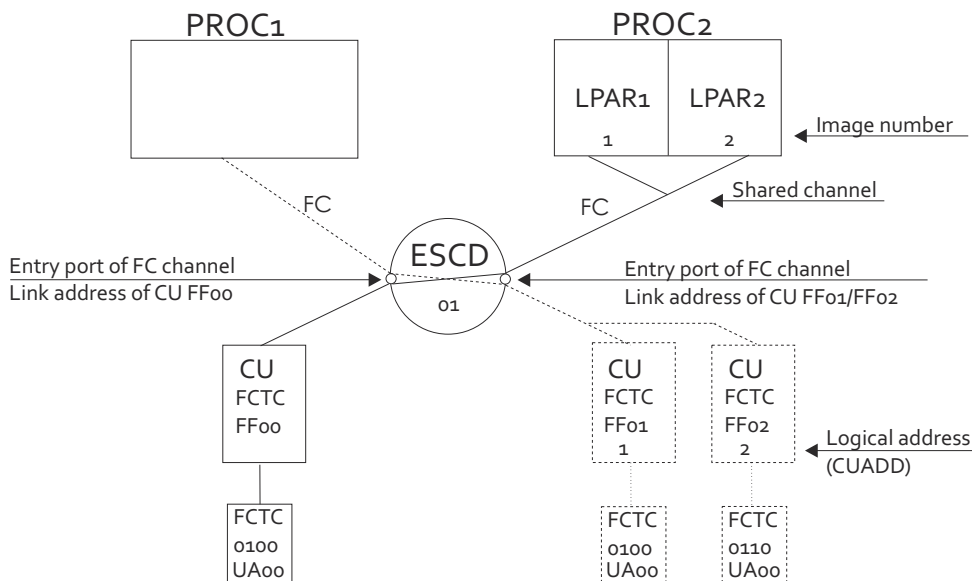 PROC1
PROC2
LPAR1
LPAR2
1
2
Image number
Shared channel
FC
FC
ESCD
01
Entry port of FC channel
Link address of CU FF00
Entry port of FC channel
Link address of CU FF01/FF02
CU
FCTC
FF00
CU
FCTC
FF01
1
CU
FCTC
FF02
2
Logical address
(CUADD)
FCTC
0100
UA00
FCTC
0100
UA00
FCTC
0110
UA00